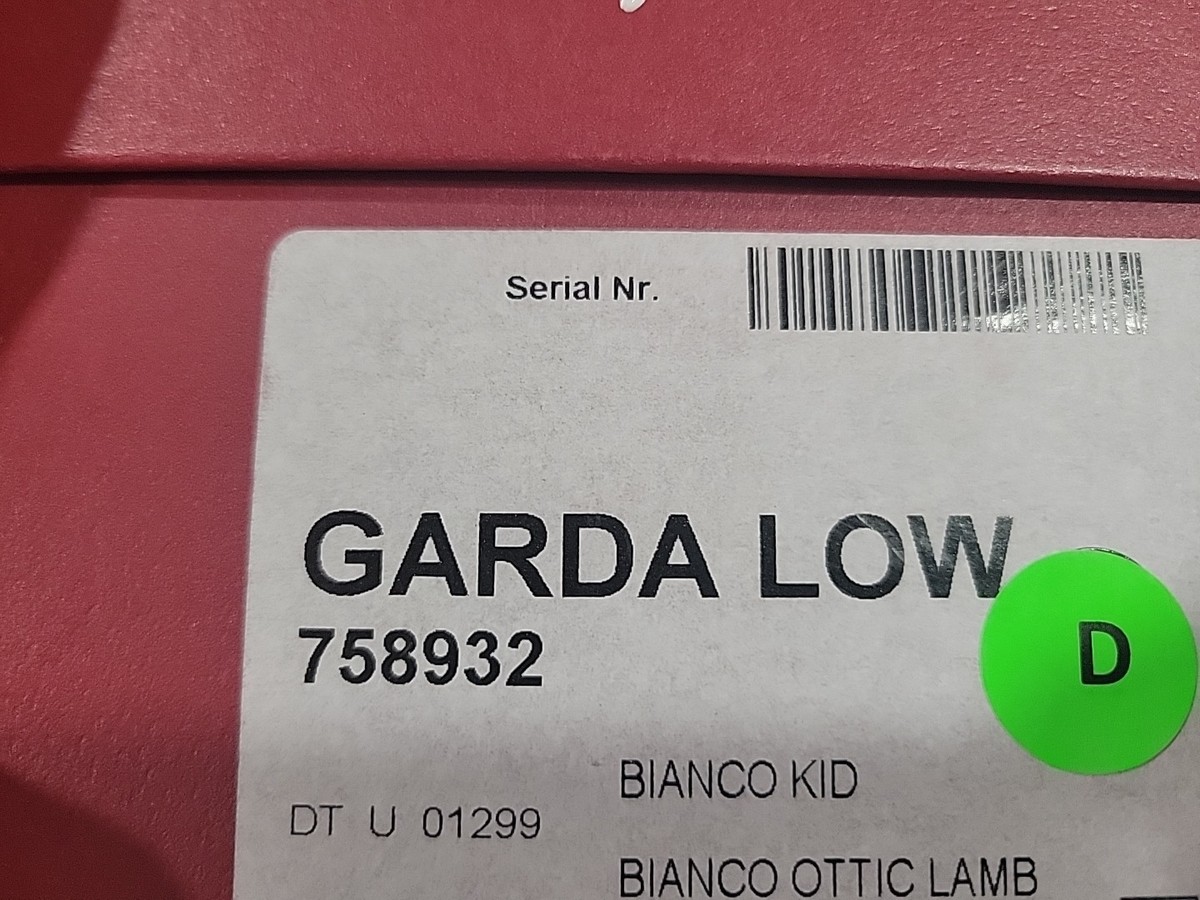 Serial Nr.
GARDA LOW
758932
D
BIANCO KID
DT U 01299
BIANCO OTTIC LAMB